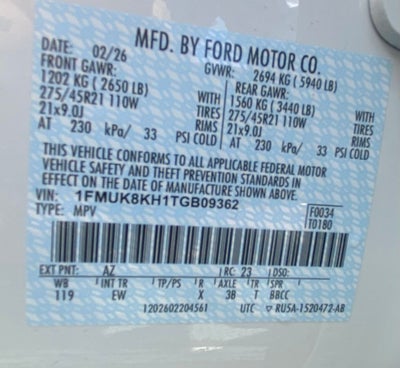 MFD. BY FORD MOTOR CO.
DATE: 02/26 GVWR: 2694 KG ( 5940 LB)
FRONT GAWR: REAR GAWR:
1202 KG ( 2650 LB) 1560 KG ( 3440 LB)
275/45R21 110W WITH TIRES 275/45R21 110W WITH TIRES
21x9.0J RIMS 21x9.0J RIMS
AT 230 kPa/ 33 PSI COLD AT 230 kPa/ 33 PSI COLD
THIS VEHICLE CONFORMS TO ALL APPLICABLE FEDERAL MOTOR
VEHICLE SAFETY AND THEFT PREVENTION STANDARDS IN
EFFECT ON THE DATE OF MANUFACTURE SHOWN ABOVE.
VIN: 1FMUK8KH1TGB09362 F0034
TYPE: MPV T0180
EXT PNT: AZ RC: 23 DSO:
WB INT TR TP/PS R AXLE TR SPR
119 EW X 3B T BBCC
1202602204561 UTC ▽ RU5A-1520472-AB